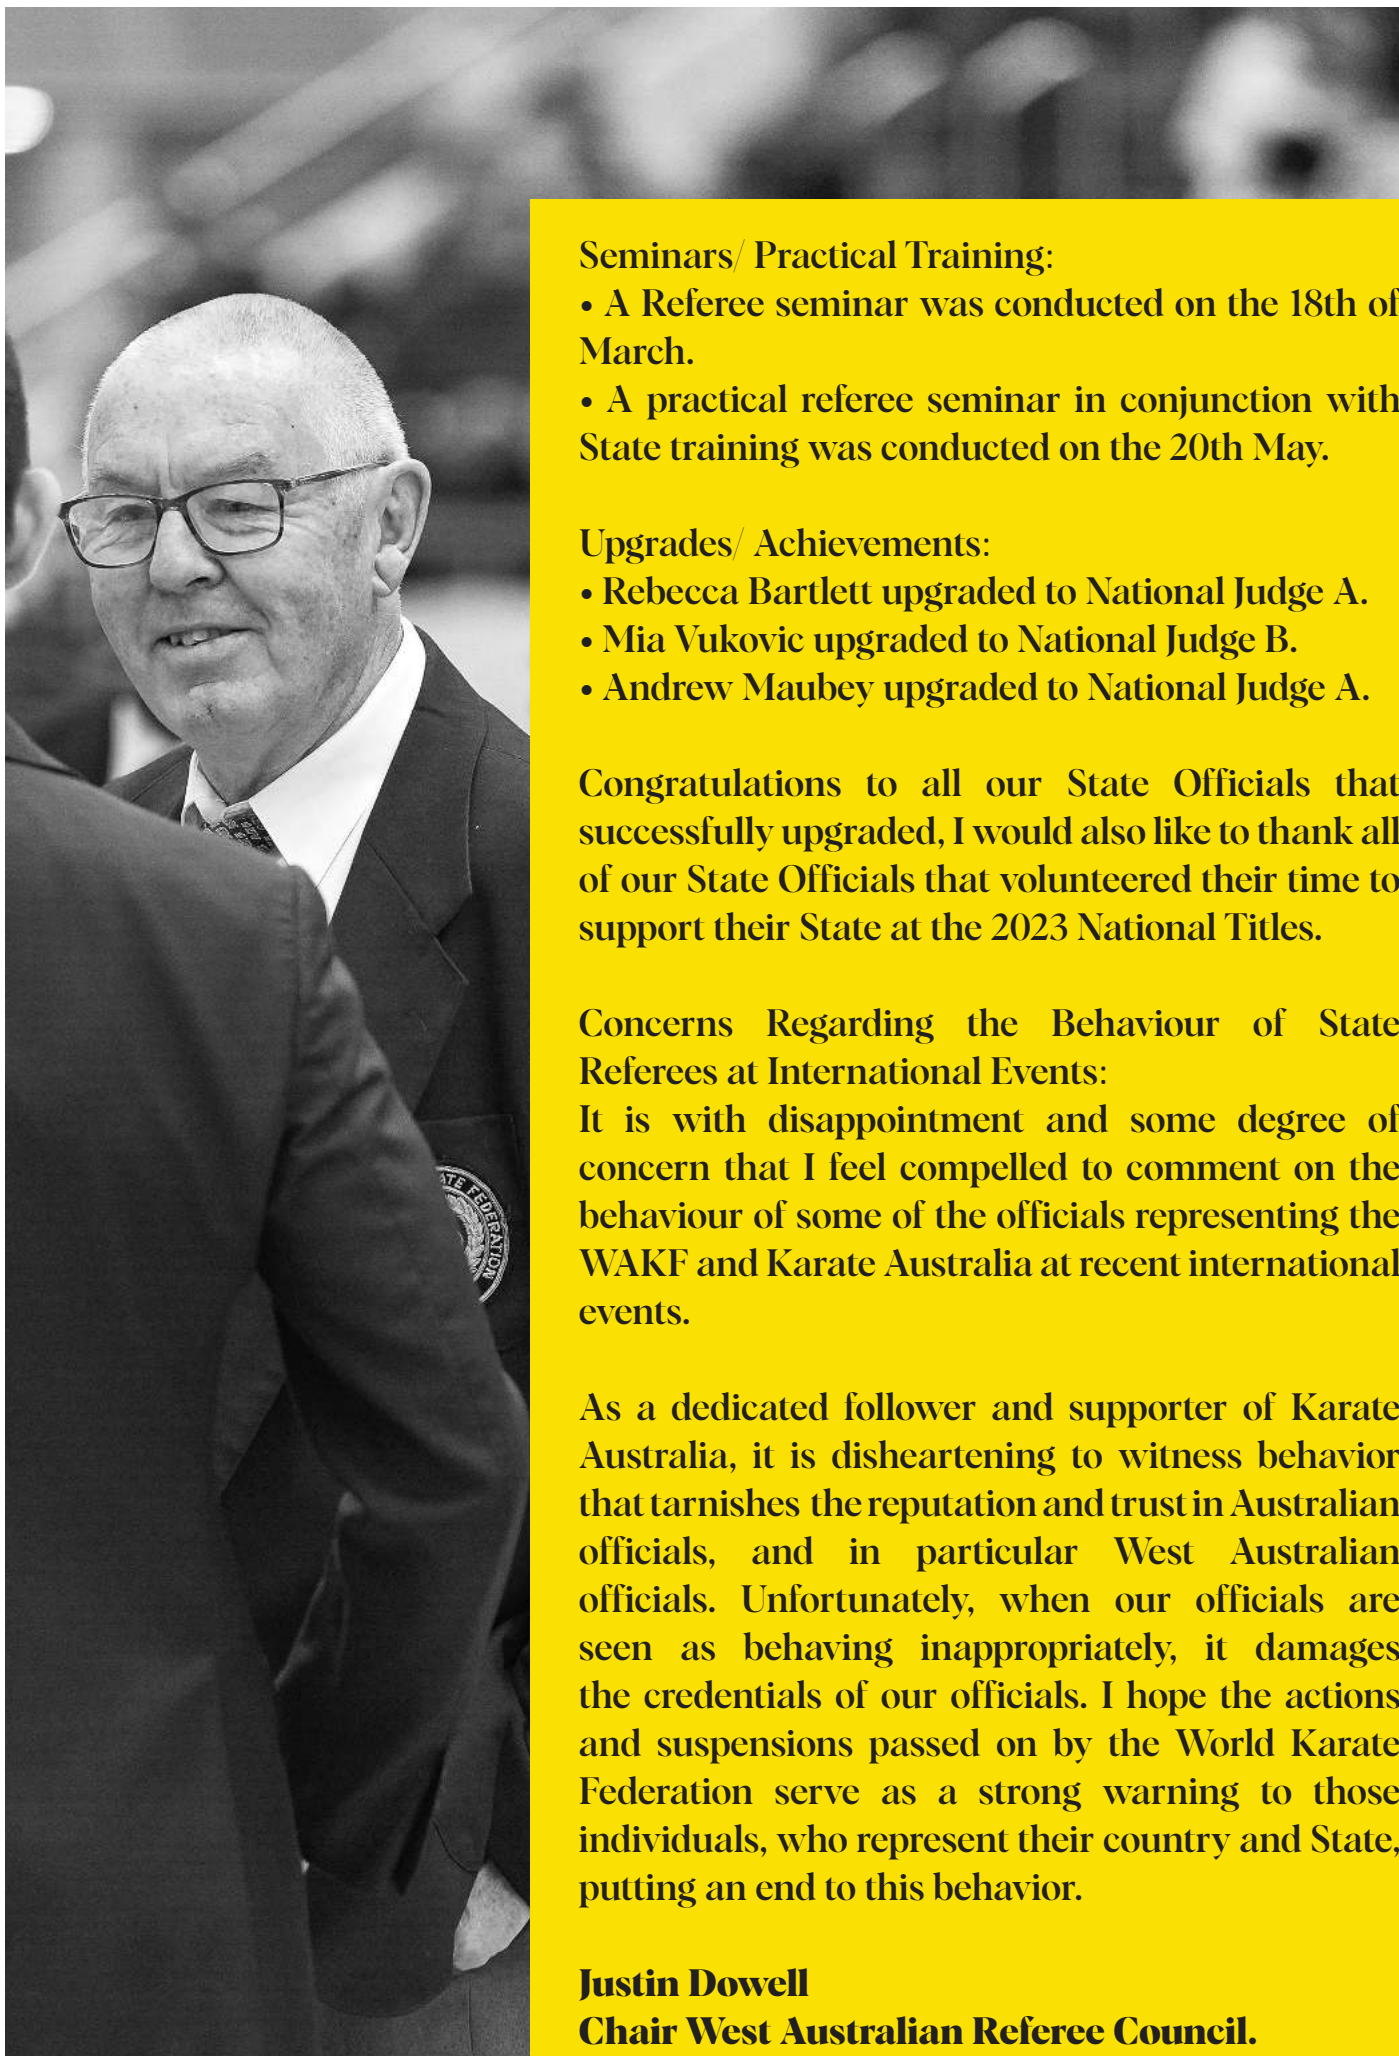 Seminars/ Practical Training:
• A Referee seminar was conducted on the 18th of
March.
• A practical referee seminar in conjunction with
State training was conducted on the 20th May.
Upgrades/ Achievements:
• Rebecca Bartlett upgraded to National Judge A.
• Mia Vukovic upgraded to National Judge B.
• Andrew Maubey upgraded to National Judge A.
Congratulations to all our State Officials that
successfully upgraded, I would also like to thank all
of our State Officials that volunteered their time to
support their State at the 2023 National Titles.
Concerns Regarding the Behaviour of State
Referees at International Events:
It is with disappointment and some degree of
concern that I feel compelled to comment on the
behaviour of some of the officials representing the
WAKF and Karate Australia at recent international
events.
As a dedicated follower and supporter of Karate
Australia, it is disheartening to witness behavior
that tarnishes the reputation and trust in Australian
officials, and in particular West Australian
officials. Unfortunately, when our officials are
seen as behaving inappropriately, it damages
the credentials of our officials. I hope the actions
and suspensions passed on by the World Karate
Federation serve as a strong warning to those
individuals, who represent their country and State,
putting an end to this behavior.
Justin Dowell
Chair West Australian Referee Council.
FEDERATION